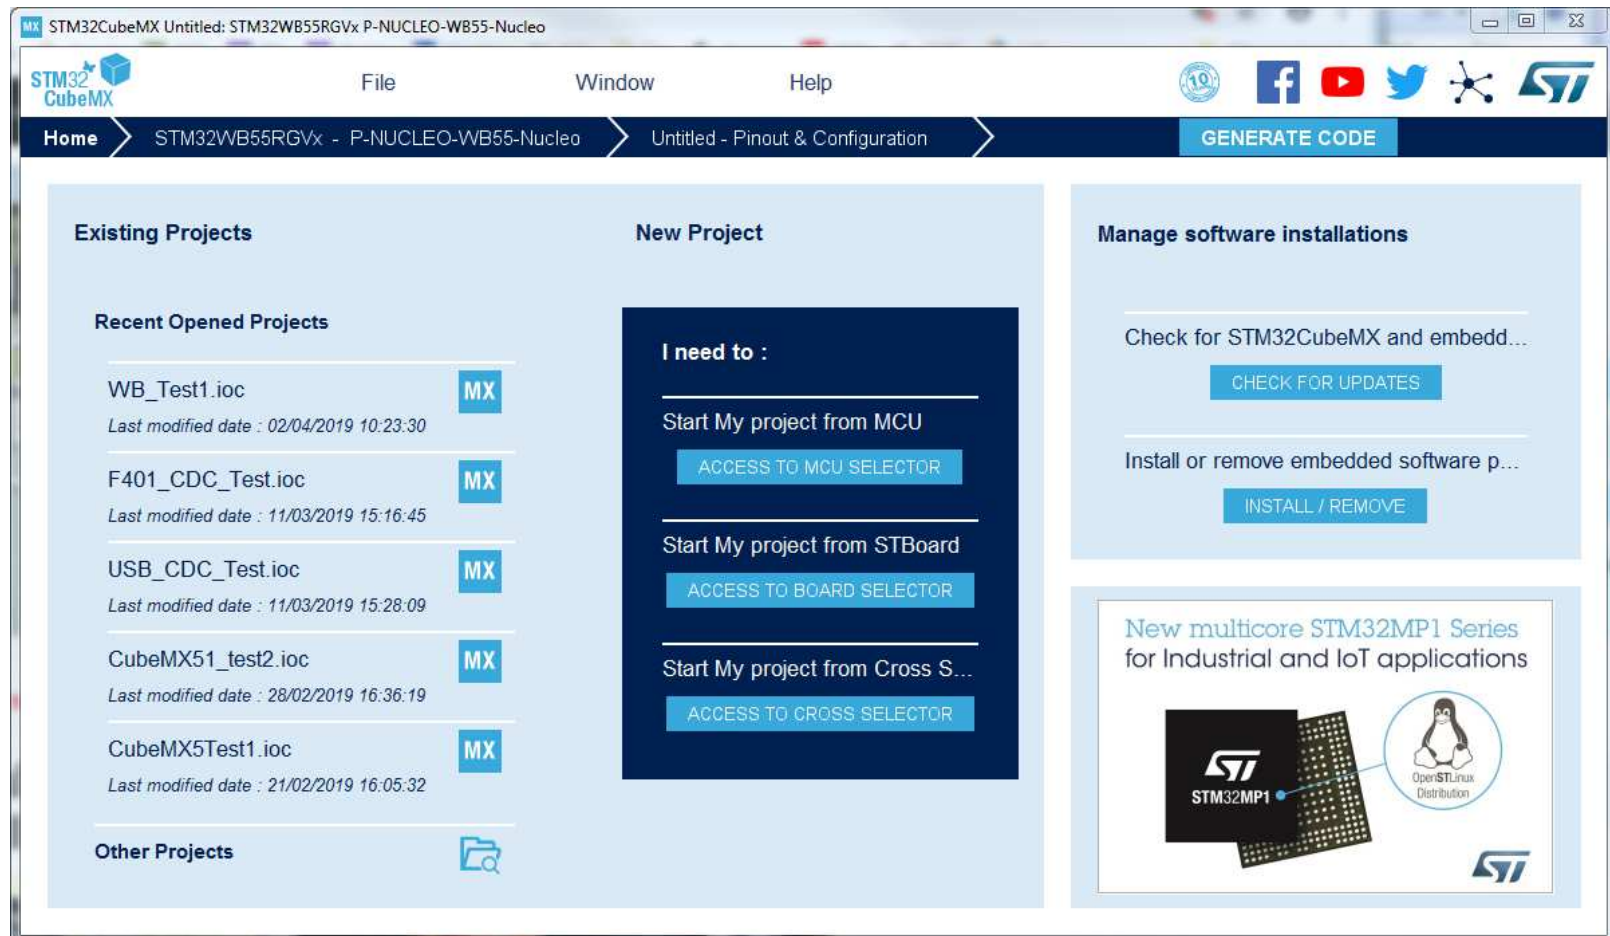 MX STM32CubeMX Untitled: STM32WB55RGVx P-NUCLEO-WB55-Nucleo
STM32
CubeMX
File
Window
Help
10
Home
STM32WB55RGVx - P-NUCLEO-WB55-Nucleo
Untitled - Pinout & Configuration
GENERATE CODE
Existing Projects
Recent Opened Projects
WB_Test1.ioc
MX
Last modified date : 02/04/2019 10:23:30
F401_CDC_Test.ioc
MX
Last modified date : 11/03/2019 15:16:45
USB_CDC_Test.ioc
MX
Last modified date : 11/03/2019 15:28:09
CubeMX51_test2.ioc
MX
Last modified date : 28/02/2019 16:36:19
CubeMX5Test1.ioc
MX
Last modified date : 21/02/2019 16:05:32
Other Projects
New Project
I need to :
Start My project from MCU
ACCESS TO MCU SELECTOR
Start My project from STBoard
ACCESS TO BOARD SELECTOR
Start My project from Cross S...
ACCESS TO CROSS SELECTOR
Manage software installations
Check for STM32CubeMX and embedd...
CHECK FOR UPDATES
Install or remove embedded software p...
INSTALL / REMOVE
New multicore STM32MP1 Series
for Industrial and IoT applications
ST
STM32MP1
OpenSTLinux
Distribution
ST